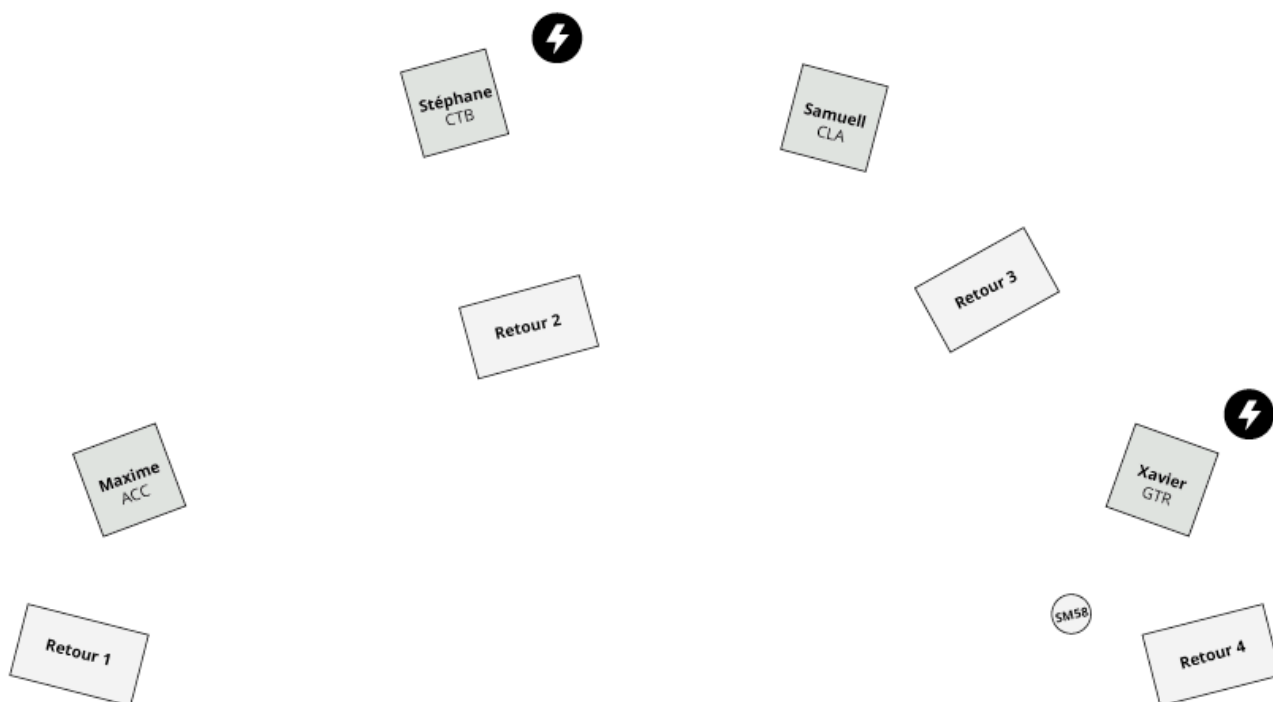 Stéphane
CTB
Samuell
CLA
Retour 3
Retour 2
Maxime
ACC
Xavier
GTR
SM58
Retour 1
Retour 4